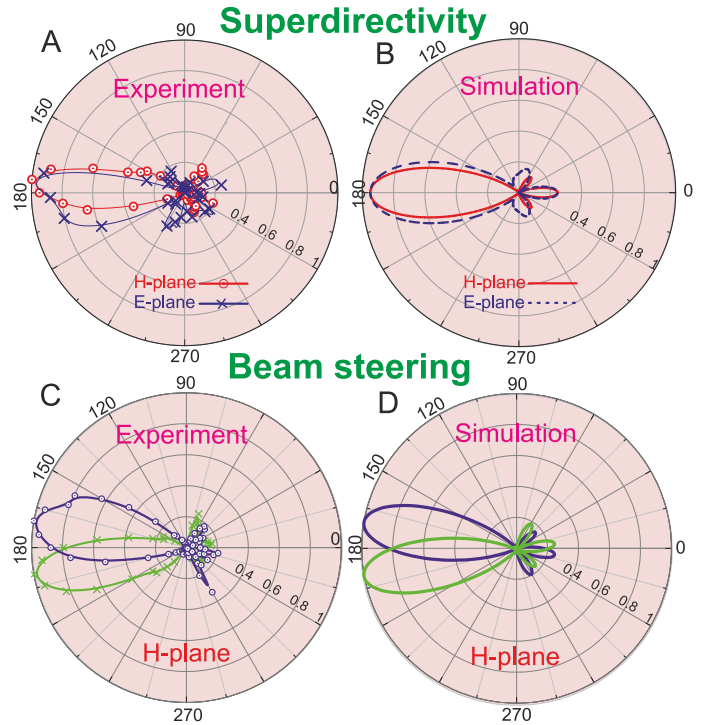 Superdirectivity
A
90
120
150
180
270
0
0.4
0.6
0.8
1
Experiment
H-plane
E-plane
B
90
120
150
180
270
0
0.4
0.6
0.8
1
Simulation
H-plane
E-plane
Beam steering
C
90
120
150
180
270
0
0.4
0.6
0.8
1
Experiment
H-plane
D
90
120
150
180
270
0
0.4
0.6
0.8
1
Simulation
H-plane